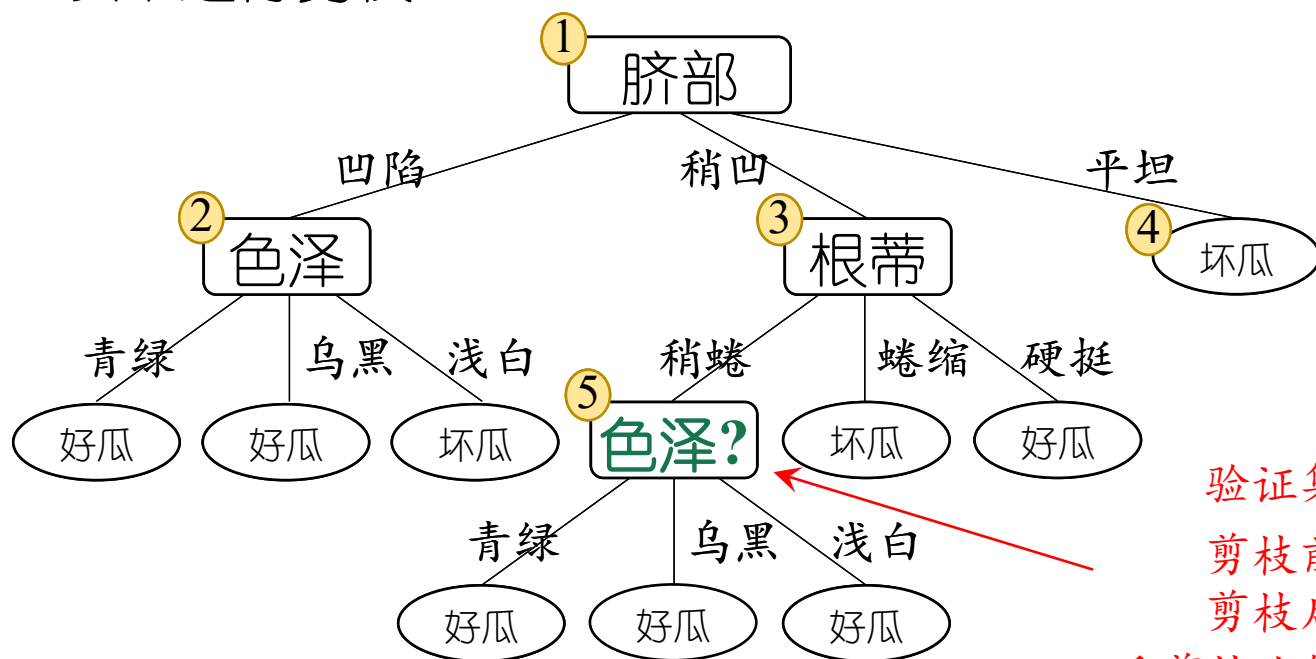 1
脐部
凹陷
稍凹
平坦
2
色泽
3
根蒂
4
坏瓜
青绿
乌黑
浅白
稍蜷
蜷缩
硬挺
好瓜
好瓜
坏瓜
5
色泽?
坏瓜
好瓜
验证集
青绿
乌黑
浅白
剪枝前
剪枝后
好瓜
好瓜
好瓜